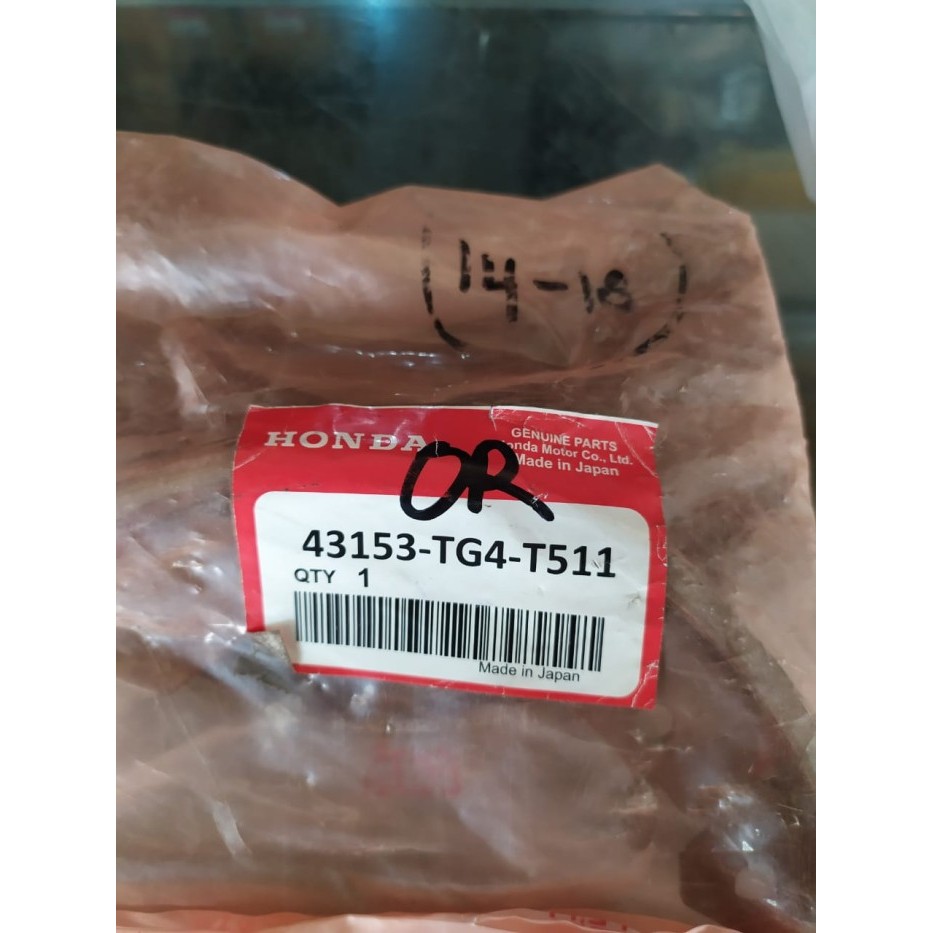 (14-18)
HONDA
GENUINE PARTS
Honda Motor Co., Ltd.
Made in Japan
OR
43153-TG4-T511
QTY 1
Made in Japan